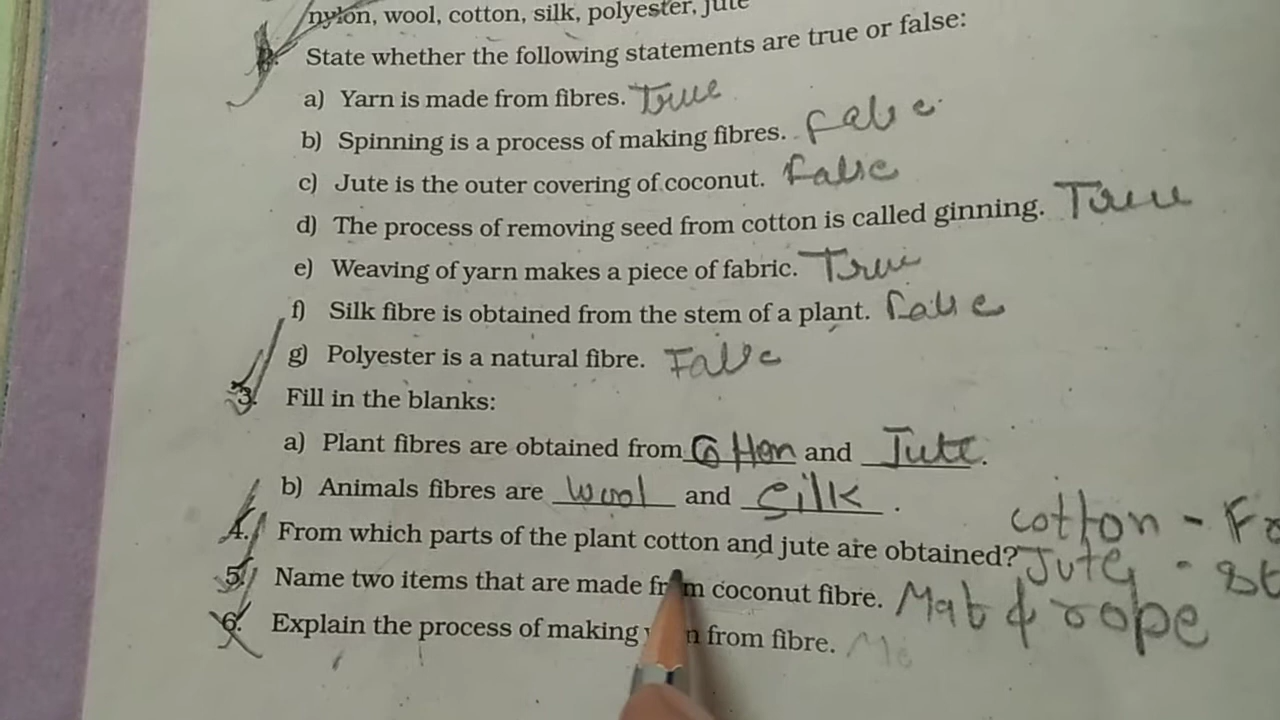 nylon, wool, cotton, silk, polyester, jute
2. State whether the following statements are true or false:
a) Yarn is made from fibres. True
b) Spinning is a process of making fibres. False
c) Jute is the outer covering of coconut. False
d) The process of removing seed from cotton is called ginning. True
e) Weaving of yarn makes a piece of fabric. True
f) Silk fibre is obtained from the stem of a plant. False
g) Polyester is a natural fibre. False
3. Fill in the blanks:
a) Plant fibres are obtained from Cotton and Jute.
b) Animals fibres are wool and Silk.
cotton -
4. From which parts of the plant cotton and jute are obtained? Jute -
5. Name two items that are made from coconut fibre. Mat & rope
6. Explain the process of making from fibre.